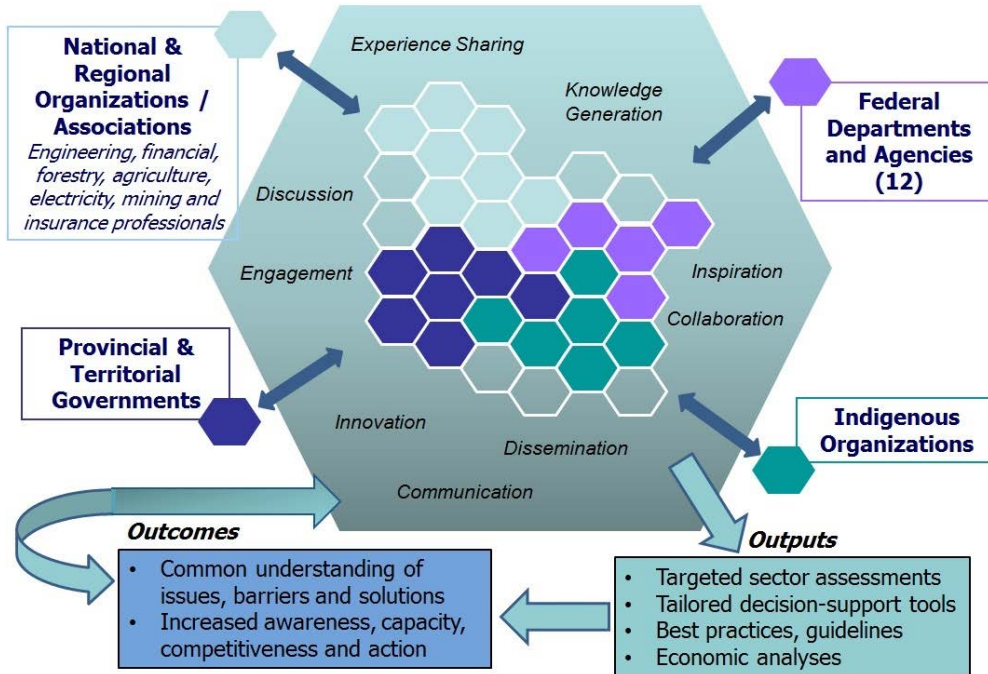 National &
Regional
Organizations /
Associations
Engineering, financial,
forestry, agriculture,
electricity, mining and
insurance professionals
Experience Sharing
Knowledge
Generation
Federal
Departments
and Agencies
(12)
Discussion
Engagement
Inspiration
Collaboration
Provincial &
Territorial
Governments
Innovation
Dissemination
Communication
Indigenous
Organizations
Outcomes
• Common understanding of
issues, barriers and solutions
• Increased awareness, capacity,
competitiveness and action
Outputs
• Targeted sector assessments
• Tailored decision-support tools
• Best practices, guidelines
• Economic analyses